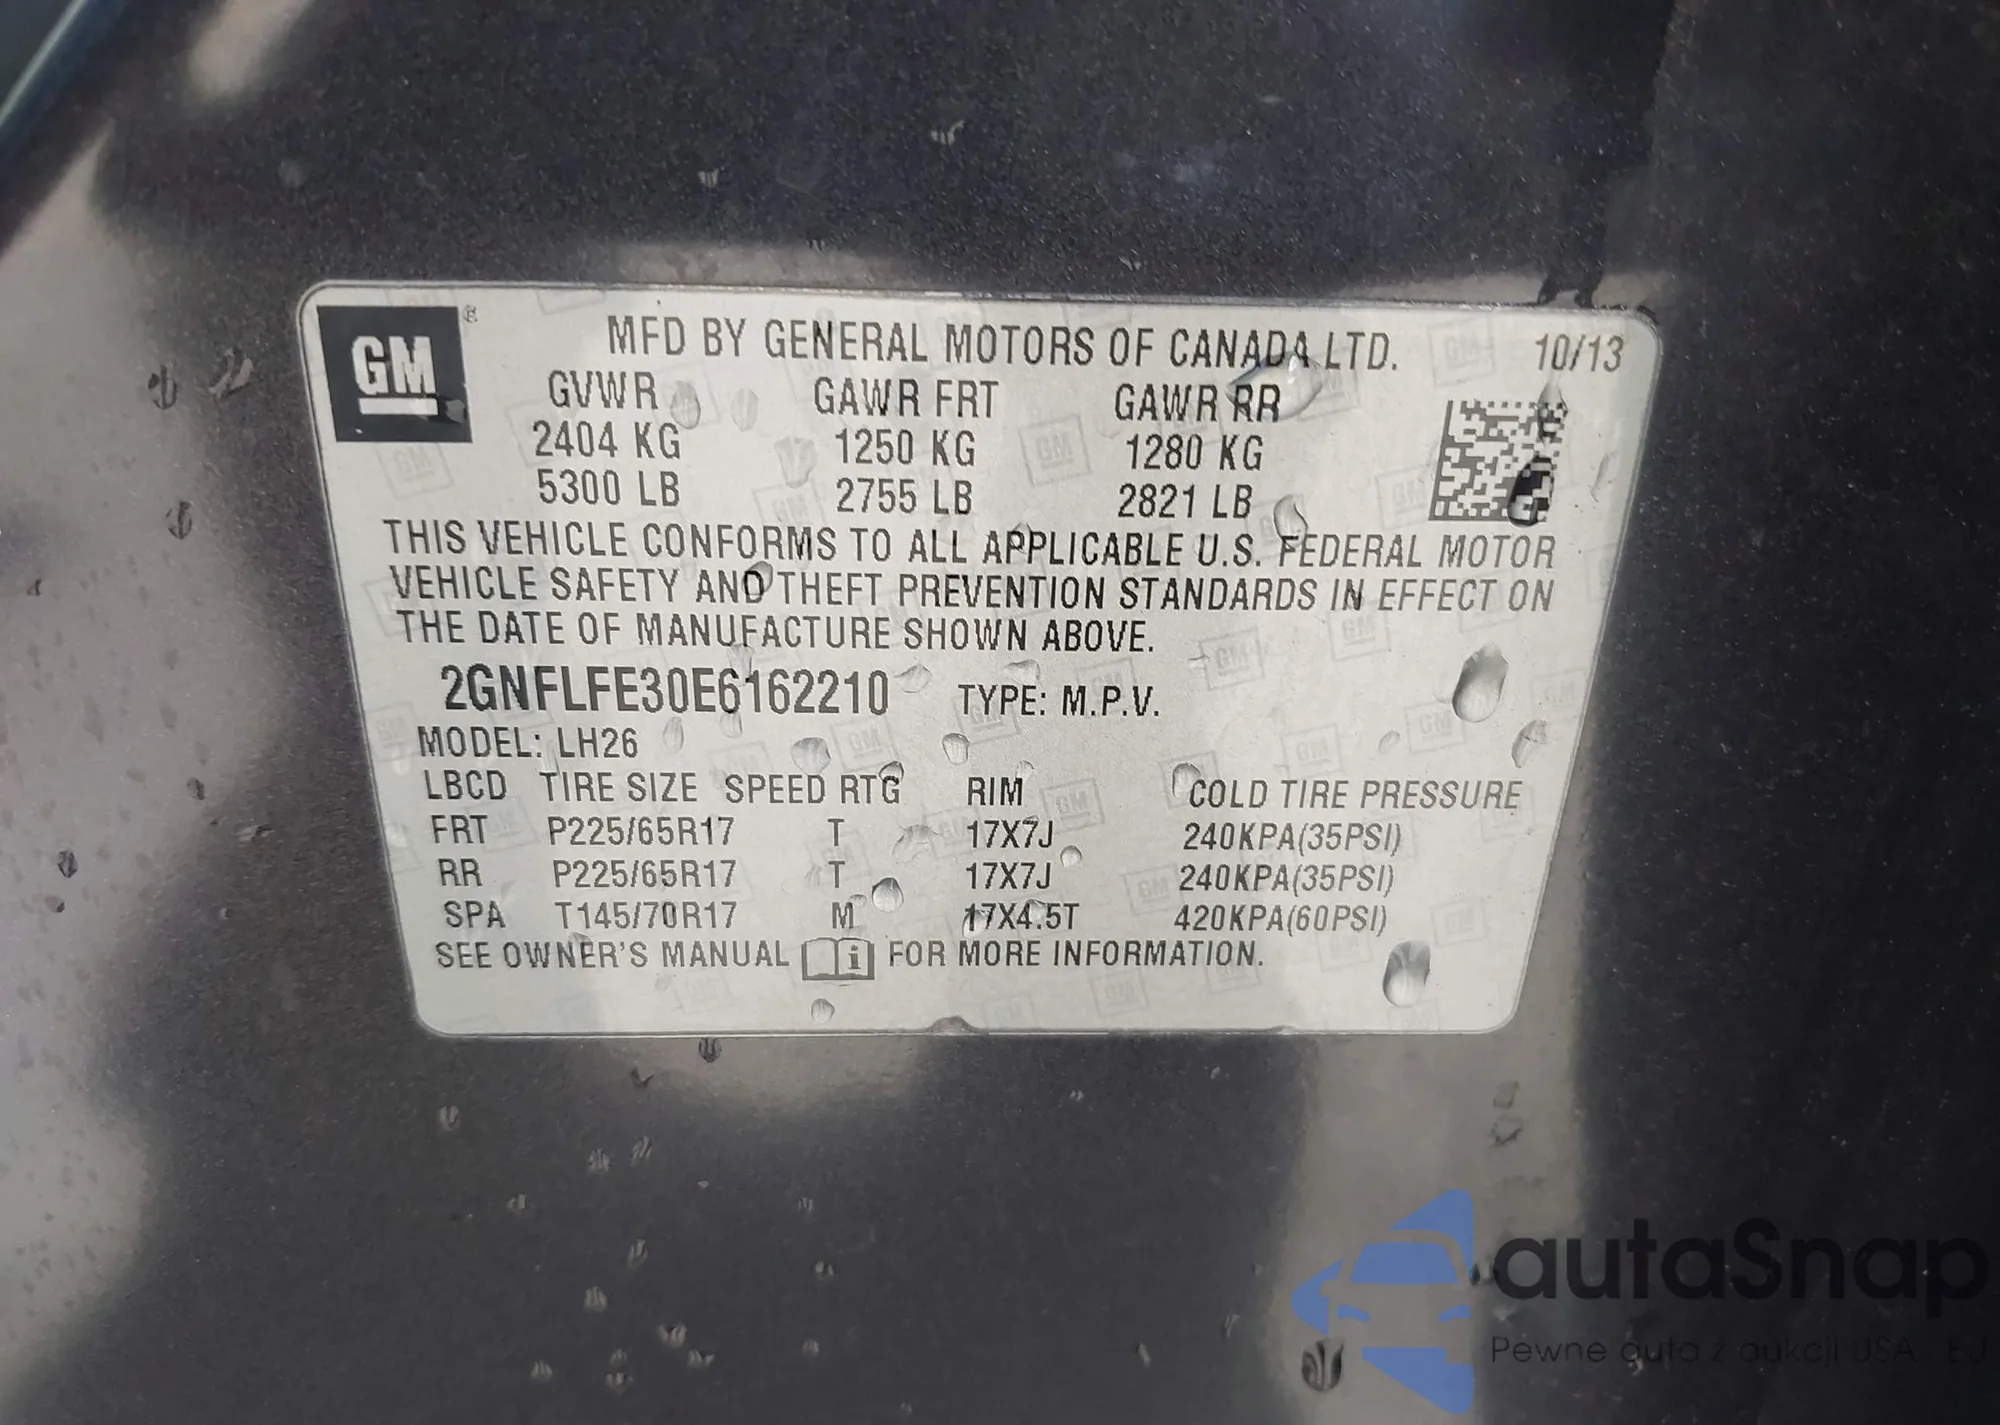 GM ®
MFD BY GENERAL MOTORS OF CANADA LTD. 10/13
GVWR GAWR FRT GAWR RR
2404 KG 1250 KG 1280 KG
5300 LB 2755 LB 2821 LB
THIS VEHICLE CONFORMS TO ALL APPLICABLE U.S. FEDERAL MOTOR
VEHICLE SAFETY AND THEFT PREVENTION STANDARDS IN EFFECT ON
THE DATE OF MANUFACTURE SHOWN ABOVE.
2GNFLFE30E6162210 TYPE: M.P.V.
MODEL: LH26
LBCD TIRE SIZE SPEED RTG RIM COLD TIRE PRESSURE
FRT P225/65R17 T 17X7J 240KPA(35PSI)
RR P225/65R17 T 17X7J 240KPA(35PSI)
SPA T145/70R17 M 17X4.5T 420KPA(60PSI)
SEE OWNER'S MANUAL i FOR MORE INFORMATION.
autaSnap
Pewne auta z aukcji USA